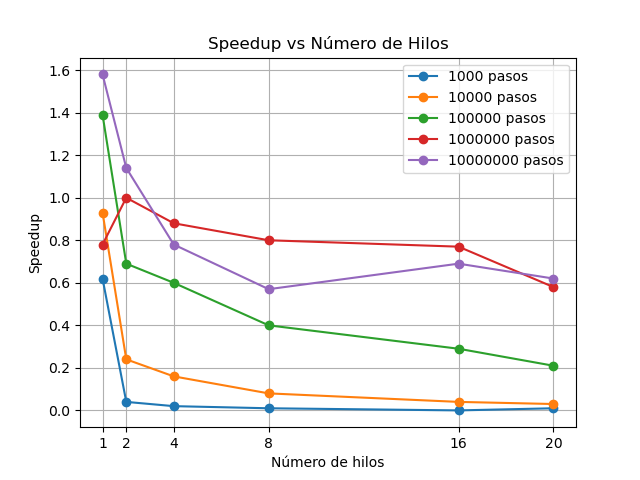 Speedup vs Número de Hilos
1000 pasos
10000 pasos
100000 pasos
1000000 pasos
10000000 pasos
Speedup
1.6
1.4
1.2
1.0
0.8
0.6
0.4
0.2
0.0
1 2 4 8 16 20
Número de hilos